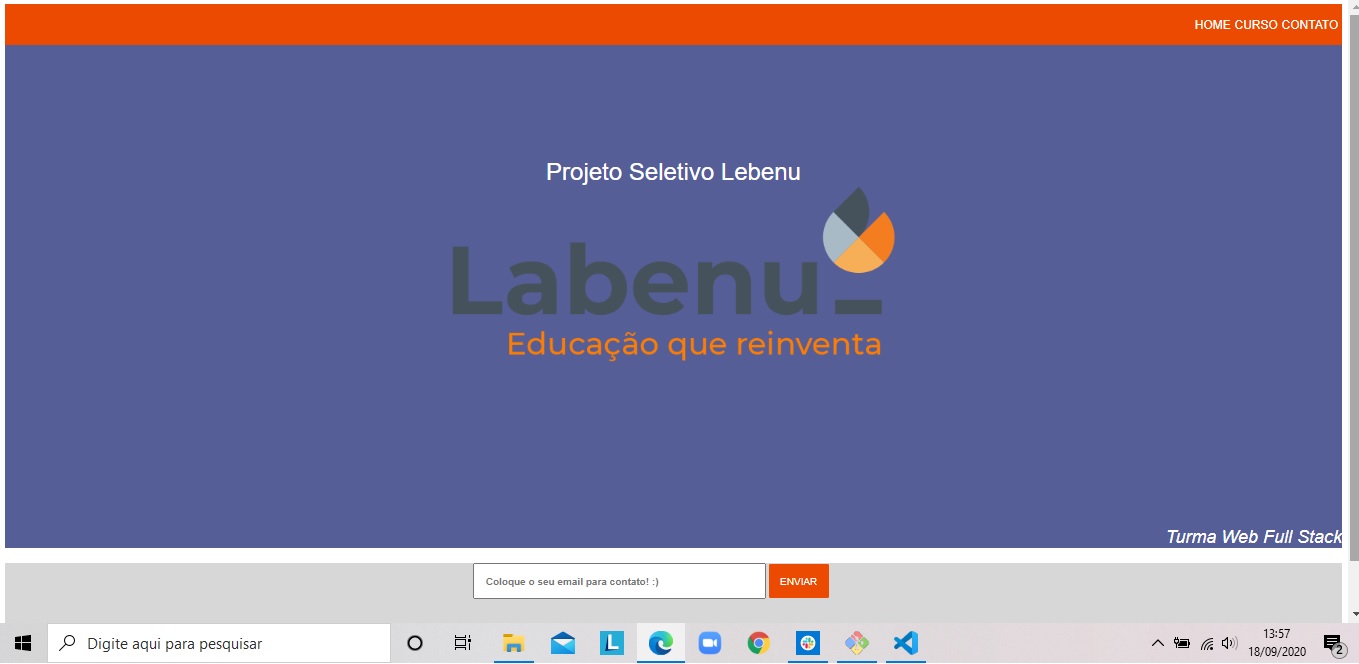 HOME CURSO CONTATO
Projeto Seletivo Lebenu
Labenu_
Educação que reinventa
Turma Web Full Stack
Coloque o seu email para contato! :)
ENVIAR
Digite aqui para pesquisar
L
13:57
18/09/2020
2